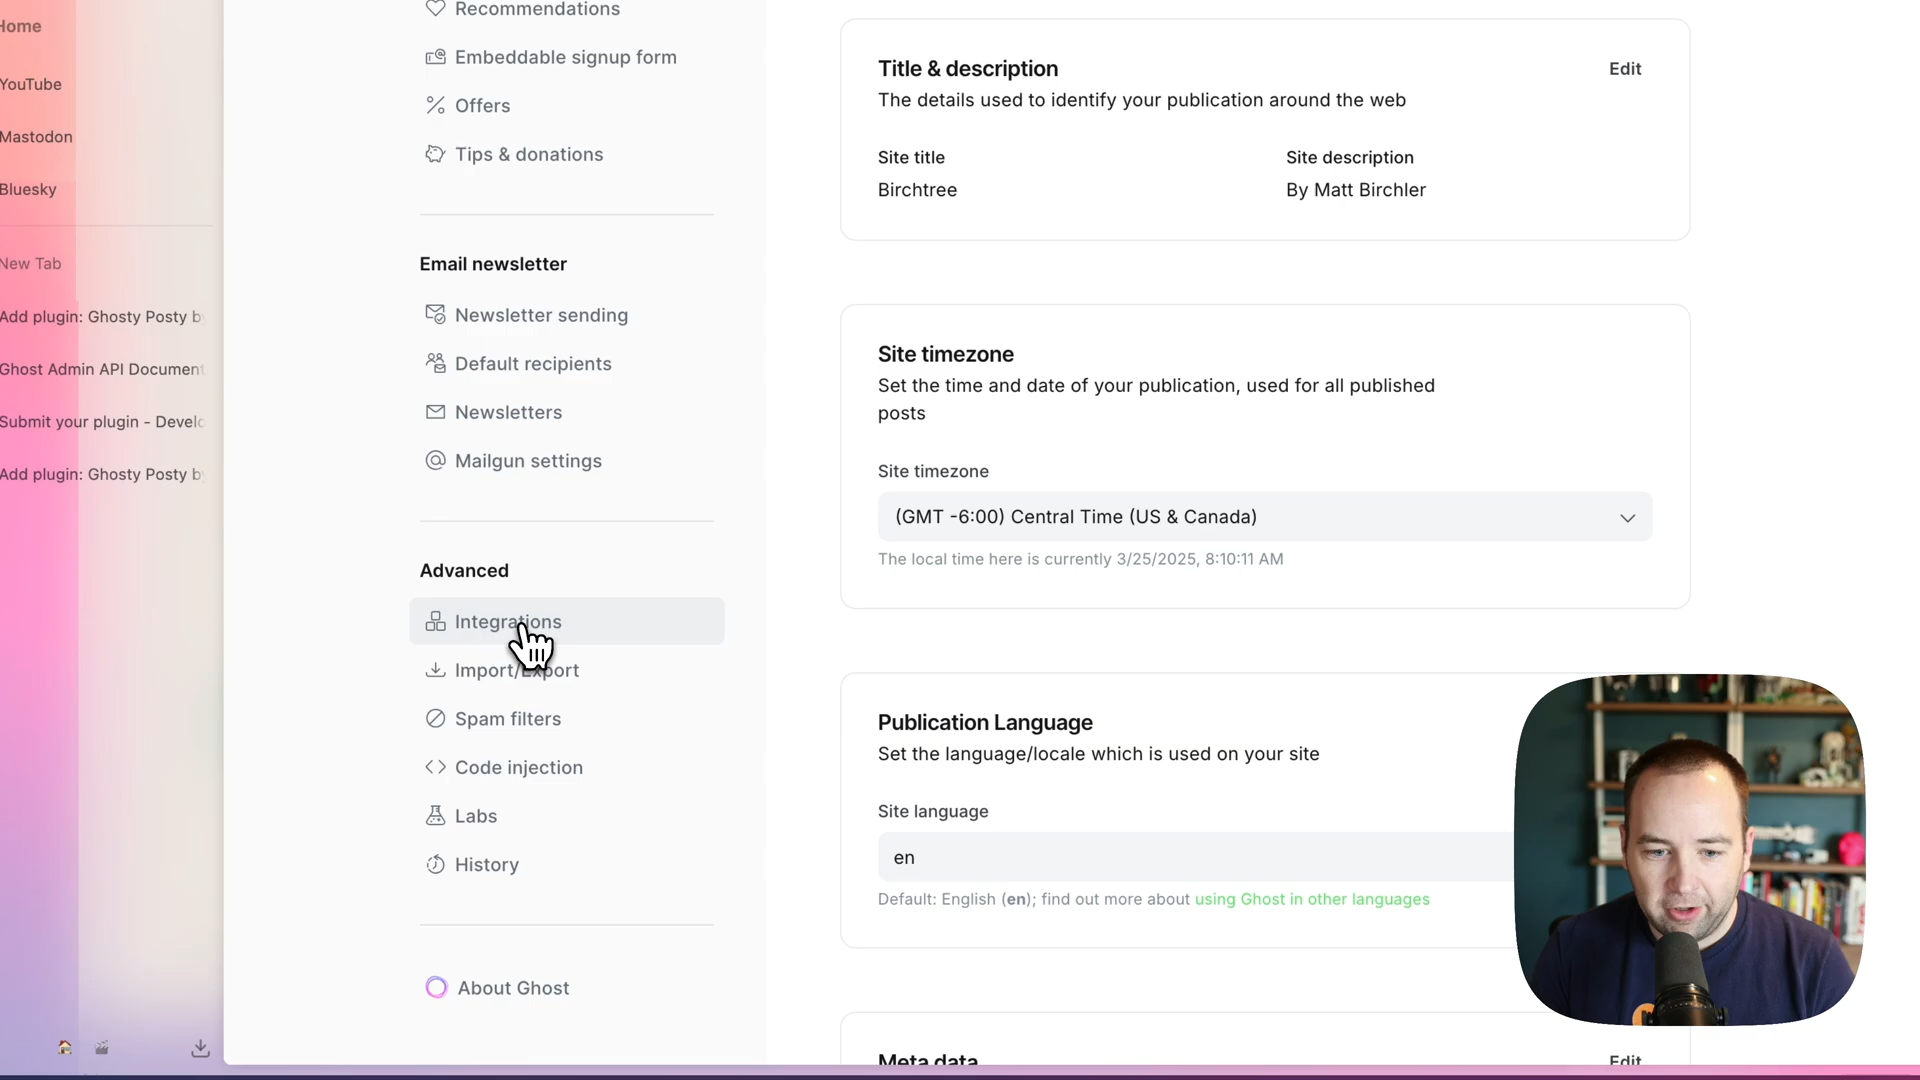 Home
YouTube
Mastodon
Bluesky
New Tab
Add plugin: Ghosty Posty by
Ghost Admin API Document
Submit your plugin - Develo
Add plugin: Ghosty Posty by
Recommendations
Embeddable signup form
Offers
Tips & donations
Email newsletter
Newsletter sending
Default recipients
Newsletters
Mailgun settings
Advanced
Integrations
Import/Export
Spam filters
Code injection
Labs
History
About Ghost
Title & description
Edit
The details used to identify your publication around the web
Site title
Site description
Birchtree
By Matt Birchler
Site timezone
Set the time and date of your publication, used for all published
posts
Site timezone
(GMT -6:00) Central Time (US & Canada)
The local time here is currently 3/25/2025, 8:10:11 AM
Publication Language
Set the language/locale which is used on your site
Site language
en
Default: English (en); find out more about using Ghost in other languages
Meta data
Edit